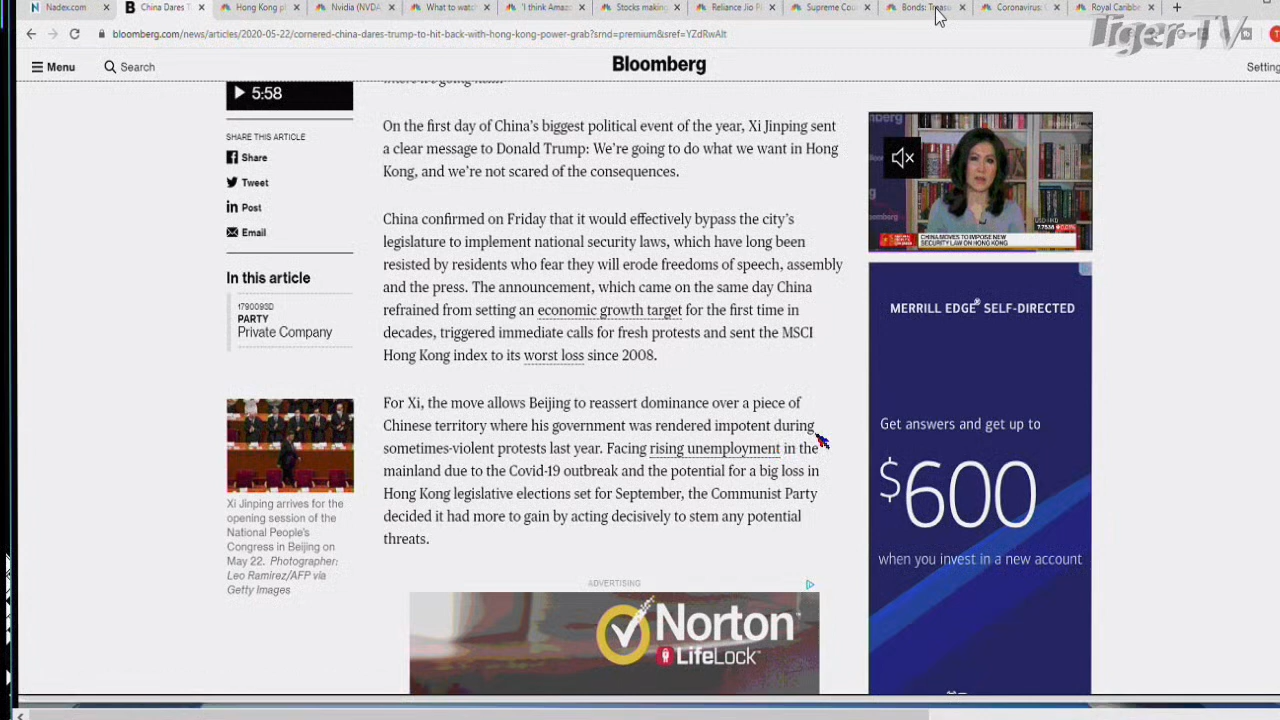 Nadex.com
China Dares T
Hong Kong pl
Nvidia (NVDA
What to watc
'I think Amaz
Stocks making
Reliance Jio Pl
Supreme Cou
Bonds: Treasu
Coronavirus:
Royal Caribbe
Tiger-TV
bloomberg.com/news/articles/2020-05-22/cornered-china-dares-trump-to-hit-back-with-hong-kong-power-grab?srnd=premium&sref=YZdRwAlt
Menu
Search
Bloomberg
Setting
5:58
SHARE THIS ARTICLE
Share
Tweet
Post
Email
In this article
PARTY
Private Company
Xi Jinping arrives for the
opening session of the
National People's
Congress in Beijing on
May 22. Photographer:
Leo Ramirez/AFP via
Getty Images
On the first day of China's biggest political event of the year, Xi Jinping sent
a clear message to Donald Trump: We're going to do what we want in Hong
Kong, and we're not scared of the consequences.
China confirmed on Friday that it would effectively bypass the city's
legislature to implement national security laws, which have long been
resisted by residents who fear they will erode freedoms of speech, assembly
and the press. The announcement, which came on the same day China
refrained from setting an economic growth target for the first time in
decades, triggered immediate calls for fresh protests and sent the MSCI
Hong Kong index to its worst loss since 2008.
For Xi, the move allows Beijing to reassert dominance over a piece of
Chinese territory where his government was rendered impotent during
sometimes-violent protests last year. Facing rising unemployment in the
mainland due to the Covid-19 outbreak and the potential for a big loss in
Hong Kong legislative elections set for September, the Communist Party
decided it had more to gain by acting decisively to stem any potential
threats.
ADVERTISING
Norton
LifeLock
CHINA MOVES TO IMPOSE NEW
SECURITY LAW ON HONG KONG
MERRILL EDGE® SELF-DIRECTED
Get answers and get up to
$600
when you invest in a new account